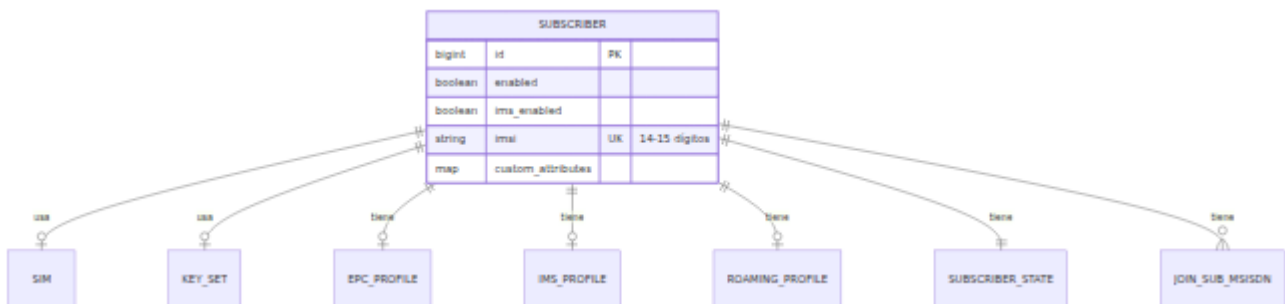 SUBSCRIBER
bigint id PK
boolean enabled
boolean ims_enabled
string imsi UK 14-15 dígitos
map custom_attributes
usa usa tiene tiene tiene tiene tiene
SIM KEY_SET EPC_PROFILE IMS_PROFILE ROAMING_PROFILE SUBSCRIBER_STATE JOIN_SUB_MSISDN